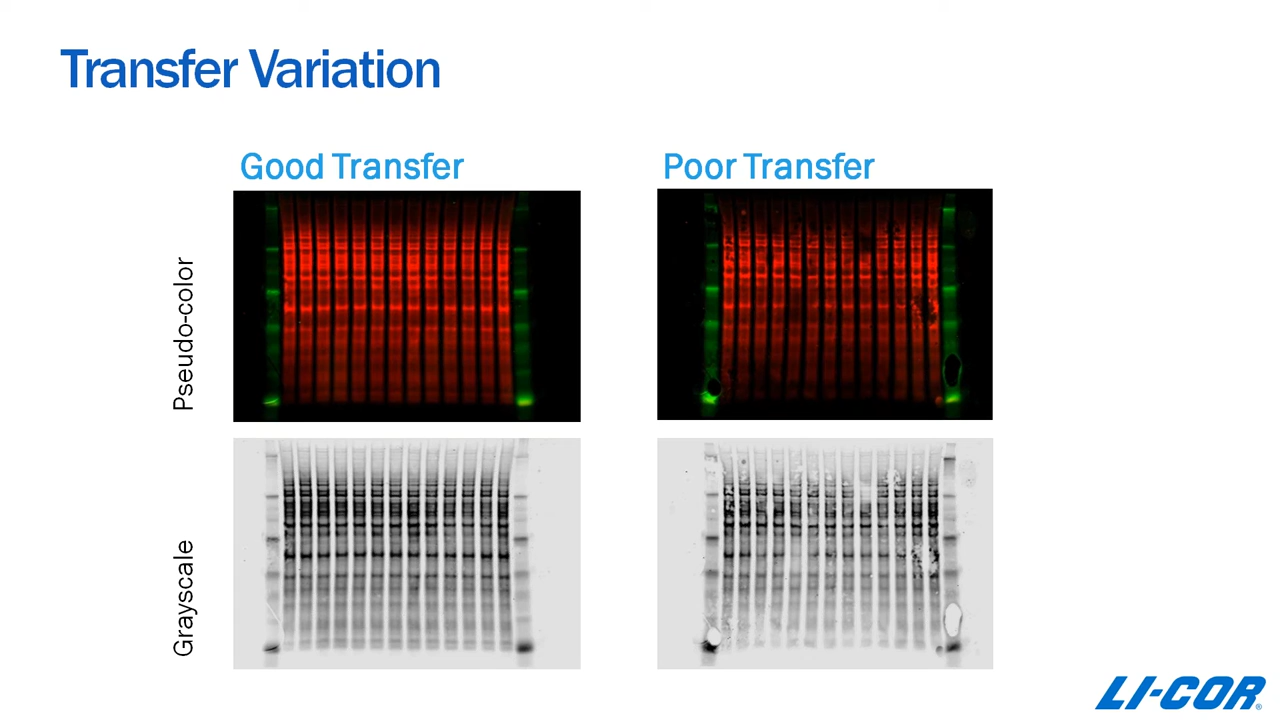 Transfer Variation
Good Transfer
Poor Transfer
Pseudo-color
Grayscale
LI-COR®